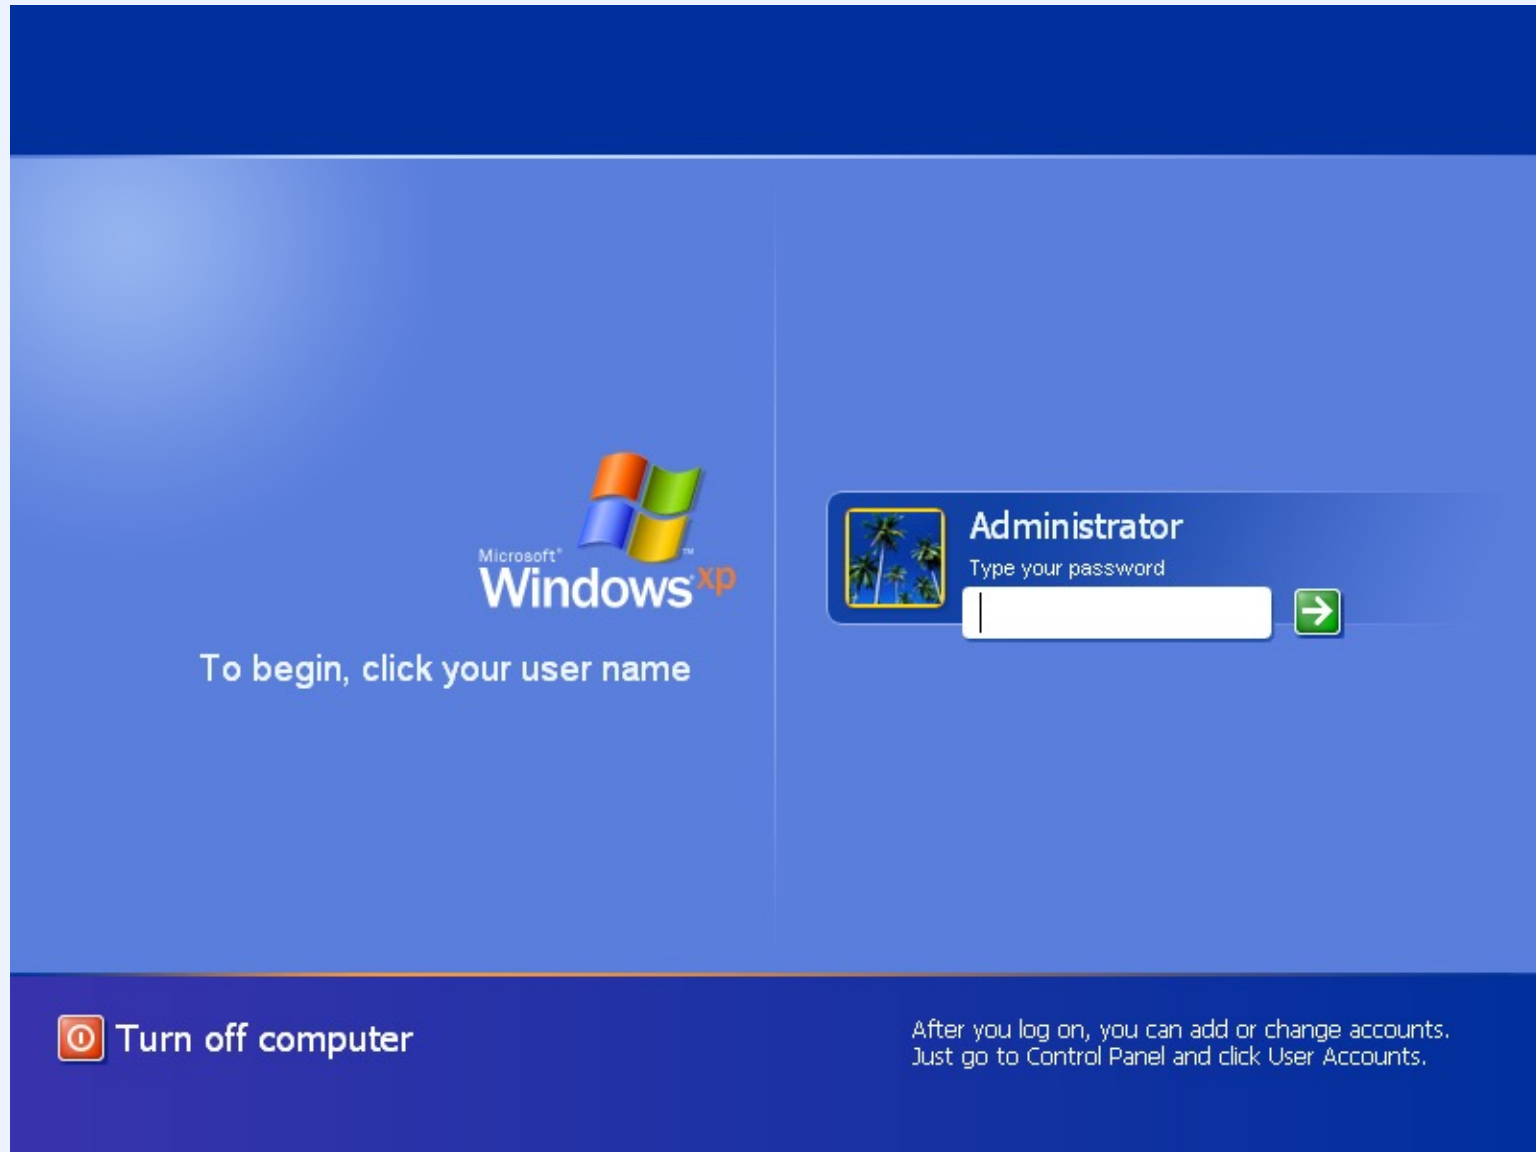 Microsoft®
Windows xp™
To begin, click your user name
Administrator
Type your password
Turn off computer
After you log on, you can add or change accounts.
Just go to Control Panel and click User Accounts.